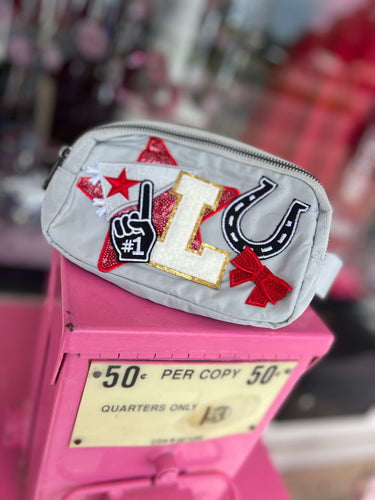 #1
L
50¢ PER COPY 50¢
QUARTERS ONLY